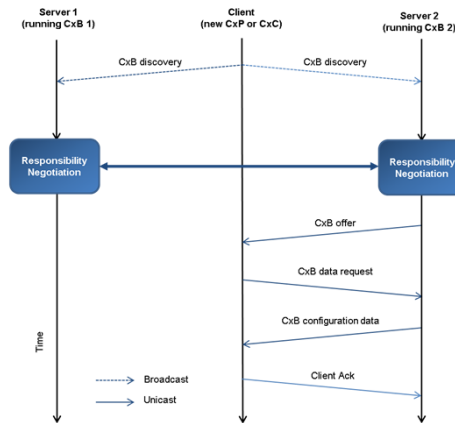 Server 1
(running CxB 1)
Client
(new CxP or CxC)
Server 2
(running CxB 2)
CxB discovery
CxB discovery
Responsibility
Negotiation
Responsibility
Negotiation
CxB offer
CxB data request
CxB configuration data
Client Ack
Time
Broadcast
Unicast